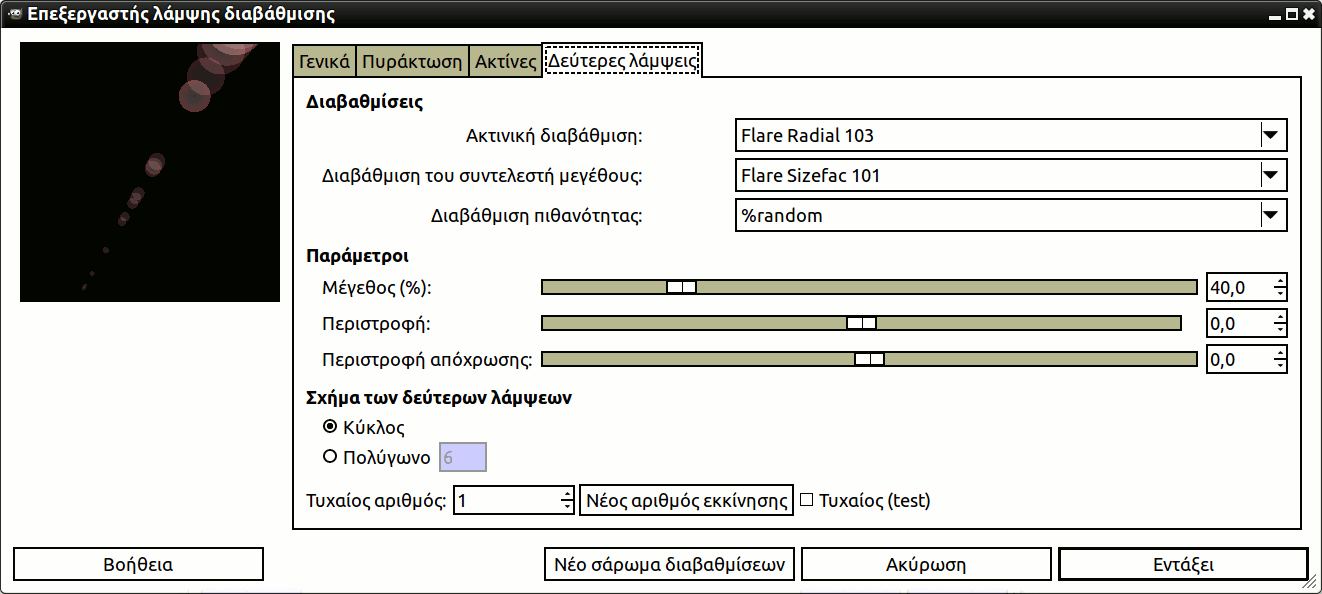 Επεξεργαστής λάμψης διαβάθμισης
Γενικά Πυράκτωση Ακτίνες Δεύτερες λάμψεις
Διαβαθμίσεις
Ακτινική διαβάθμιση: Flare Radial 103
Διαβάθμιση του συντελεστή μεγέθους: Flare Sizefac 101
Διαβάθμιση πιθανότητας: %random
Παράμετροι
Μέγεθος (%): 40,0
Περιστροφή: 0,0
Περιστροφή απόχρωσης: 0,0
Σχήμα των δεύτερων λάμψεων
Κύκλος
Πολύγωνο 6
Τυχαίος αριθμός: 1 Νέος αριθμός εκκίνησης Τυχαίος (test)
Βοήθεια Νέο σάρωμα διαβαθμίσεων Ακύρωση Εντάξει